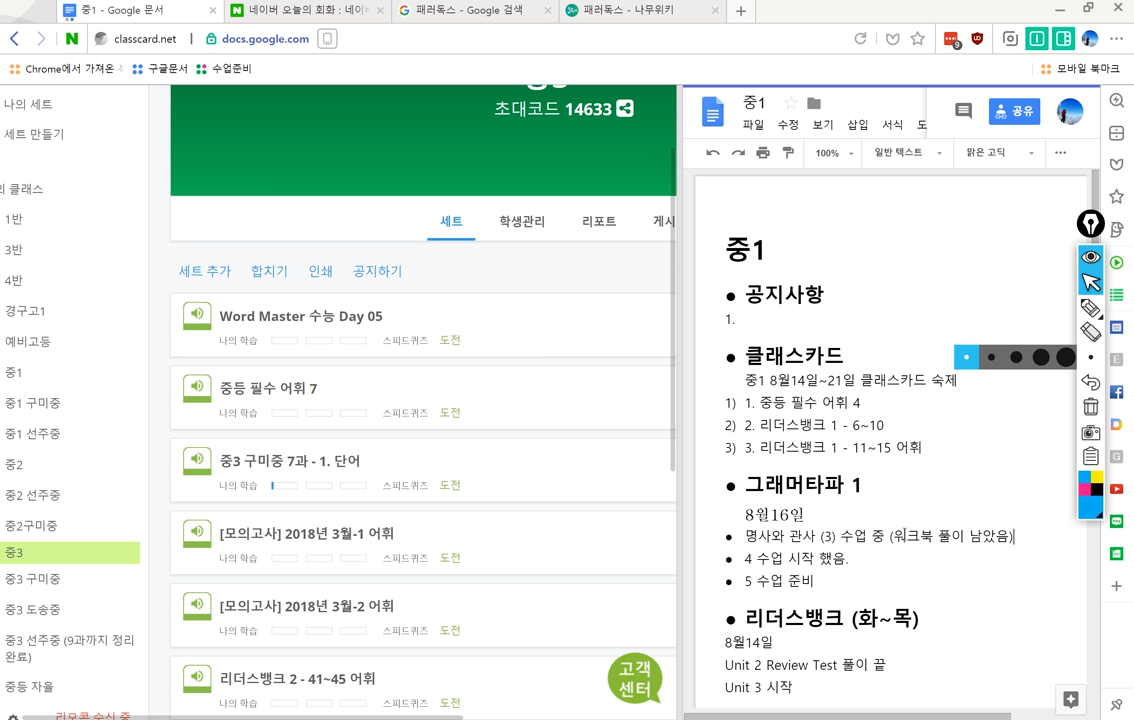 중1 - Google 문서
네이버 오늘의 회화 : 네이버
패러독스 - Google 검색
패러독스 - 나무위키
classcard.net
docs.google.com
9
Chrome에서 가져온
구글문서
수업준비
모바일 북마크
나의 세트
세트 만들기
클래스
1반
3반
4반
경구고1
예비고등
중1
중1 구미중
중1 선주중
중2
중2 선주중
중2구미중
중3
중3 구미중
중3 도송중
중3 선주중 (9과까지 정리
완료)
중등 자율
초대코드 14633
세트
학생관리
리포트
게시
세트 추가
합치기
인쇄
공지하기
Word Master 수능 Day 05
나의 학습
스피드퀴즈
도전
중등 필수 어휘 7
나의 학습
스피드퀴즈
도전
중3 구미중 7과 - 1. 단어
나의 학습
스피드퀴즈
도전
[모의고사] 2018년 3월-1 어휘
나의 학습
스피드퀴즈
도전
[모의고사] 2018년 3월-2 어휘
나의 학습
스피드퀴즈
도전
리더스뱅크 2 - 41~45 어휘
나의 학습
스피드퀴즈
도전
고객
센터
중1
파일
수정
보기
삽입
서식
도
공유
100%
일반 텍스트
맑은 고딕
중1
● 공지사항
1.
● 클래스카드
중1 8월14일~21일 클래스카드 숙제
1) 1. 중등 필수 어휘 4
2) 2. 리더스뱅크 1 - 6~10
3) 3. 리더스뱅크 1 - 11~15 어휘
● 그래머타파 1
8월16일
● 명사와 관사 (3) 수업 중 (워크북 풀이 남았음)
● 4 수업 시작 했음.
● 5 수업 준비
● 리더스뱅크 (화~목)
8월14일
Unit 2 Review Test 풀이 끝
Unit 3 시작